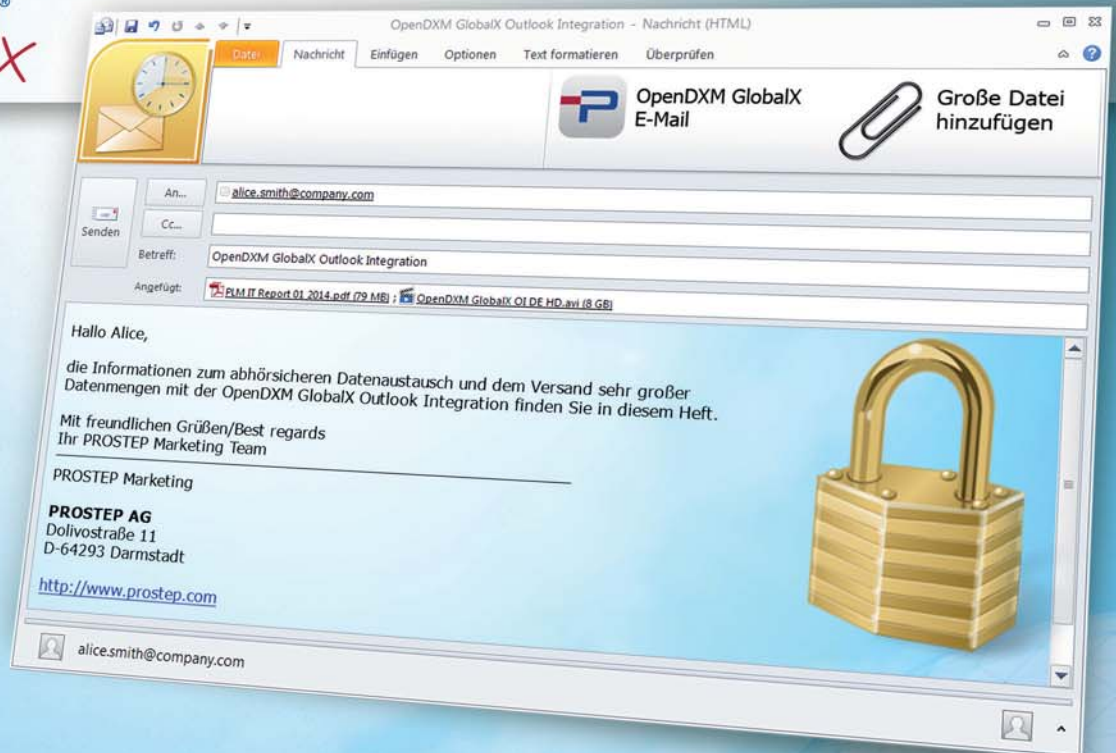 ®
X
OpenDXM GlobalX Outlook Integration - Nachricht (HTML)
Datei Nachricht Einfügen Optionen Text formatieren Überprüfen
OpenDXM GlobalX
E-Mail
Große Datei
hinzufügen
Senden
An...
alice.smith@company.com
Cc...
Betreff:
OpenDXM GlobalX Outlook Integration
Angefügt:
PLM IT Report 01 2014.pdf (79 MB) ; OpenDXM GlobalX OI DE HD.avi (8 GB)
Hallo Alice,
die Informationen zum abhörsicheren Datenaustausch und dem Versand sehr großer
Datenmengen mit der OpenDXM GlobalX Outlook Integration finden Sie in diesem Heft.
Mit freundlichen Grüßen/Best regards
Ihr PROSTEP Marketing Team
PROSTEP Marketing
PROSTEP AG
Dolivostraße 11
D-64293 Darmstadt
http://www.prostep.com
alice.smith@company.com